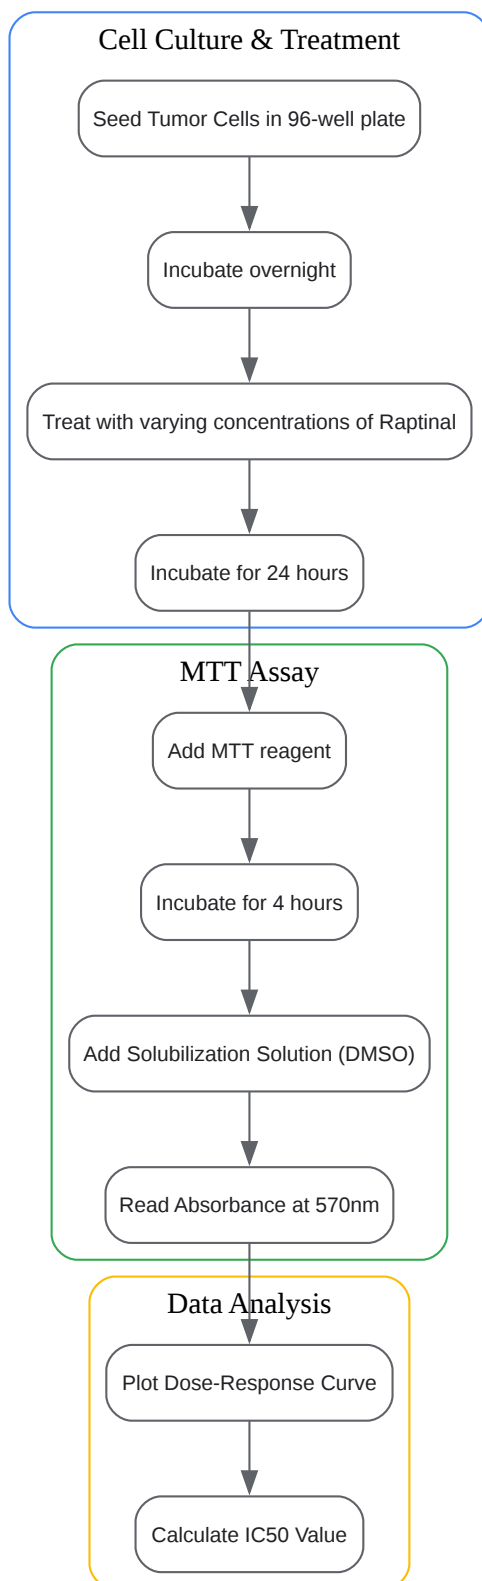 Cell Culture & Treatment
Seed Tumor Cells in 96-well plate
Incubate overnight
Treat with varying concentrations of Raptinal
Incubate for 24 hours
MTT Assay
Add MTT reagent
Incubate for 4 hours
Add Solubilization Solution (DMSO)
Read Absorbance at 570nm
Data Analysis
Plot Dose-Response Curve
Calculate IC50 Value